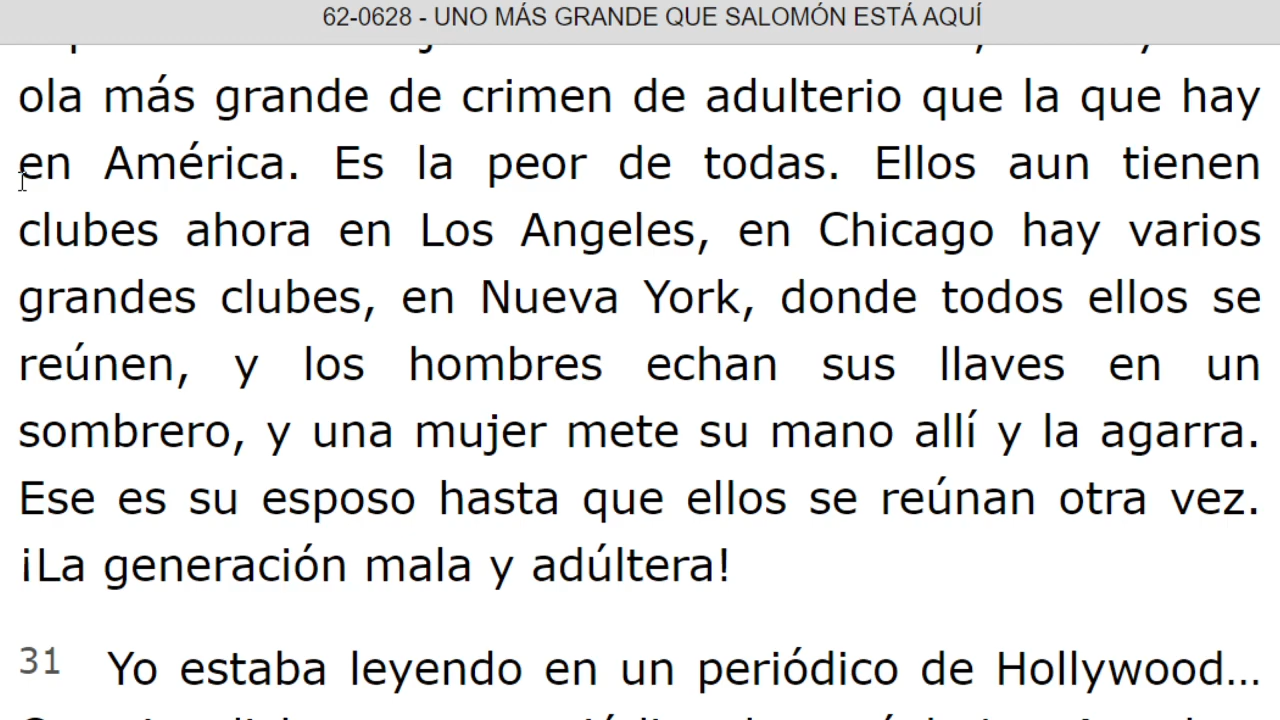 62-0628 - UNO MÁS GRANDE QUE SALOMÓN ESTÁ AQUÍ
ola más grande de crimen de adulterio que la que hay
en América. Es la peor de todas. Ellos aun tienen
clubes ahora en Los Angeles, en Chicago hay varios
grandes clubes, en Nueva York, donde todos ellos se
reúnen, y los hombres echan sus llaves en un
sombrero, y una mujer mete su mano allí y la agarra.
Ese es su esposo hasta que ellos se reúnan otra vez.
¡La generación mala y adúltera!
31 Yo estaba leyendo en un periódico de Hollywood...